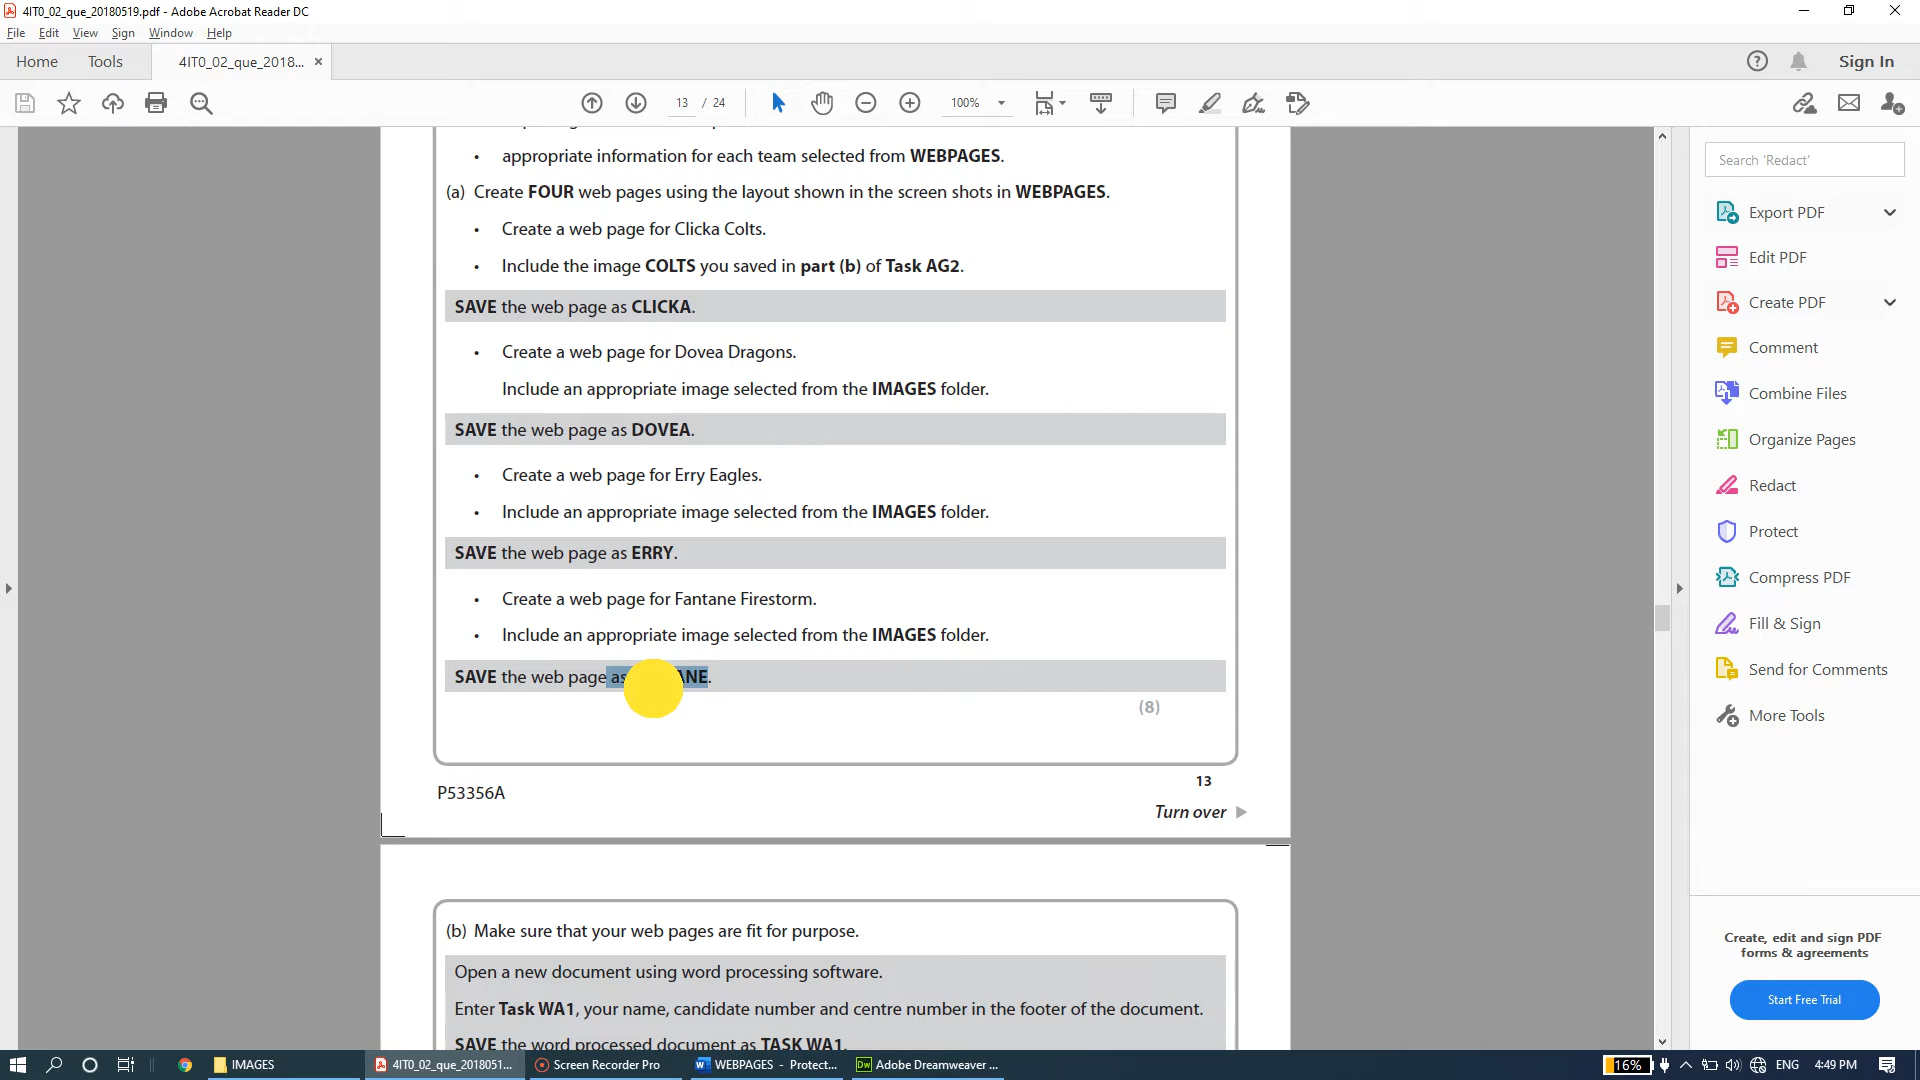 4IT0_02_que_20180519.pdf - Adobe Acrobat Reader DC
File Edit View Sign Window Help
Home Tools 4IT0_02_que_2018... × Sign In
13 / 24 100%
appropriate information for each team selected from WEBPAGES.
(a) Create FOUR web pages using the layout shown in the screen shots in WEBPAGES.
• Create a web page for Clicka Colts.
• Include the image COLTS you saved in part (b) of Task AG2.
SAVE the web page as CLICKA.
• Create a web page for Dovea Dragons.
Include an appropriate image selected from the IMAGES folder.
SAVE the web page as DOVEA.
• Create a web page for Erry Eagles.
• Include an appropriate image selected from the IMAGES folder.
SAVE the web page as ERRY.
• Create a web page for Fantane Firestorm.
• Include an appropriate image selected from the IMAGES folder.
SAVE the web page as ANE.
(8)
13
P53356A
Turn over
(b) Make sure that your web pages are fit for purpose.
Open a new document using word processing software.
Enter Task WA1, your name, candidate number and centre number in the footer of the document.
SAVE the word processed document as TASK WA1.
Search 'Redact'
Export PDF
Edit PDF
Create PDF
Comment
Combine Files
Organize Pages
Redact
Protect
Compress PDF
Fill & Sign
Send for Comments
More Tools
Create, edit and sign PDF
forms & agreements
Start Free Trial
IMAGES 4IT0_02_que_201851... Screen Recorder Pro WEBPAGES - Protect... Adobe Dreamweaver ... 16% ENG 4:49 PM